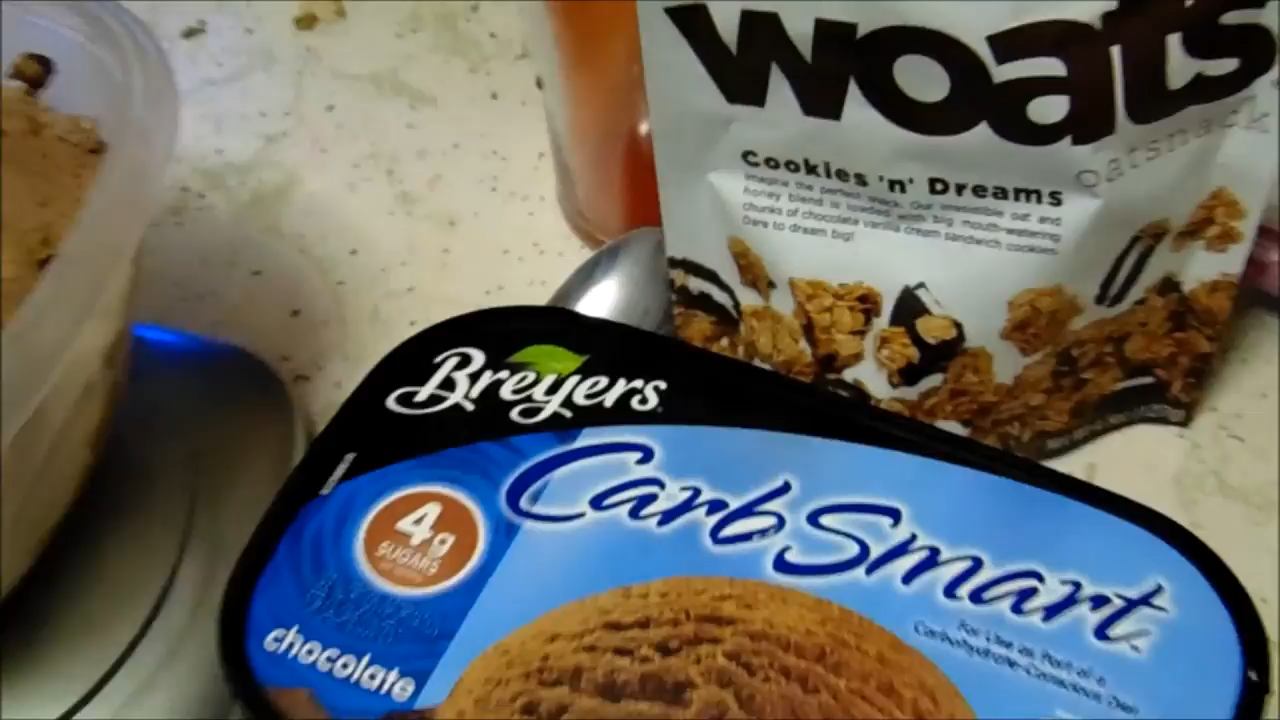 woats
oatsnack
Cookies 'n' Dreams
Imagine the perfect snack. Our irresistible oat and
honey blend is loaded with big mouth-watering
chunks of chocolate vanilla cream sandwich cookies.
Dare to dream big!
Breyers
CarbSmart
4g
SUGARS
chocolate
For Use as Part of a
Carbohydrate-Conscious Diet